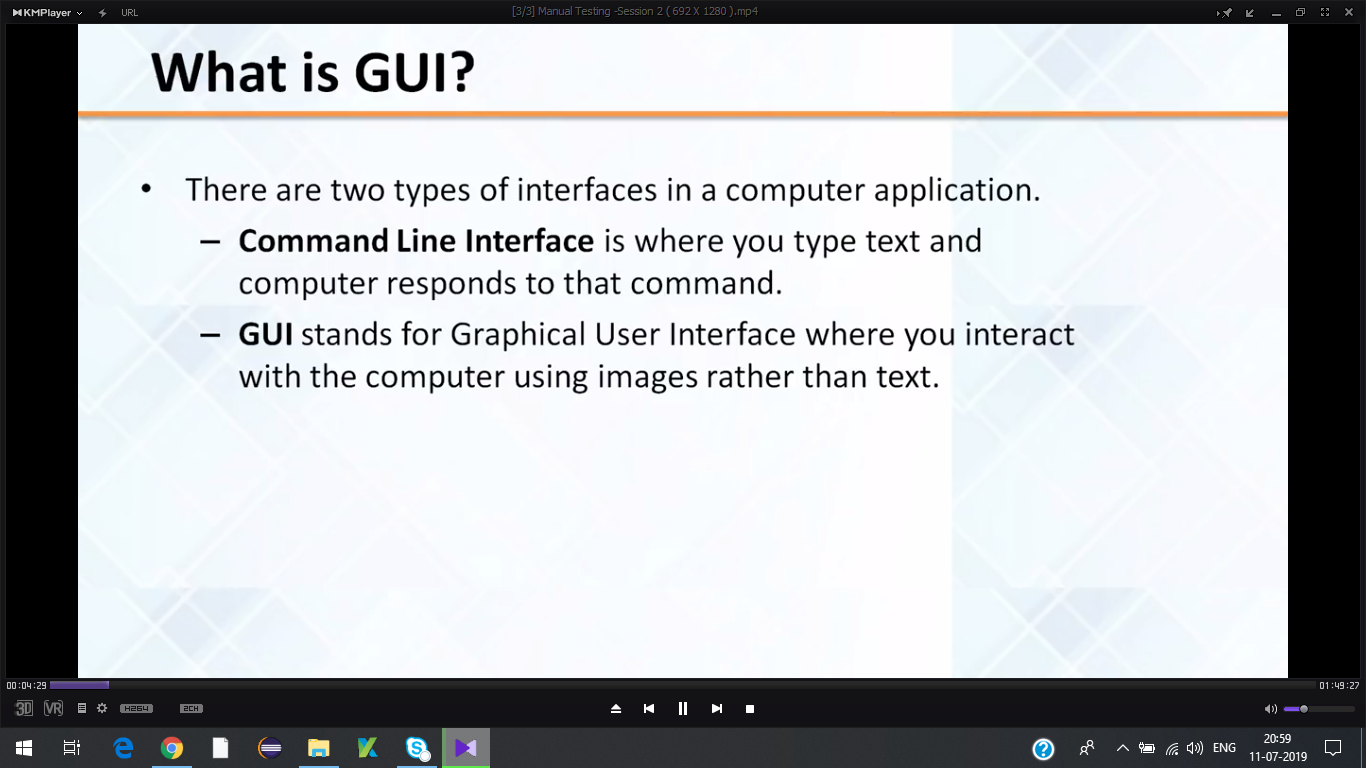 KMPlayer
URL
[3/3] Manual Testing -Session 2 ( 692 X 1280 ).mp4
What is GUI?
• There are two types of interfaces in a computer application.
– Command Line Interface is where you type text and
computer responds to that command.
– GUI stands for Graphical User Interface where you interact
with the computer using images rather than text.
00:04:29
01:49:27
3D
VR
H264
2CH
ENG
20:59
11-07-2019